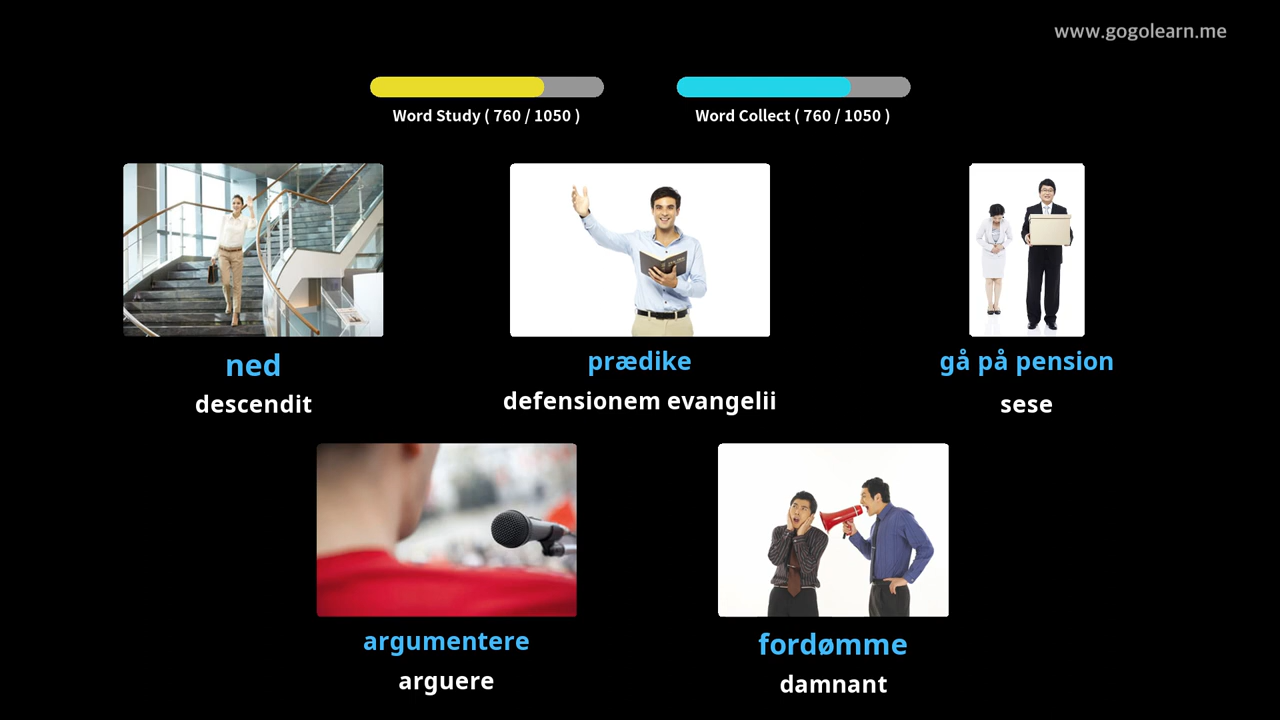 www.gogolearn.me
Word Study ( 760 / 1050 )
Word Collect ( 760 / 1050 )
ned
descendit
prædike
defensionem evangelii
gå på pension
sese
argumentere
arguere
fordømme
damnant